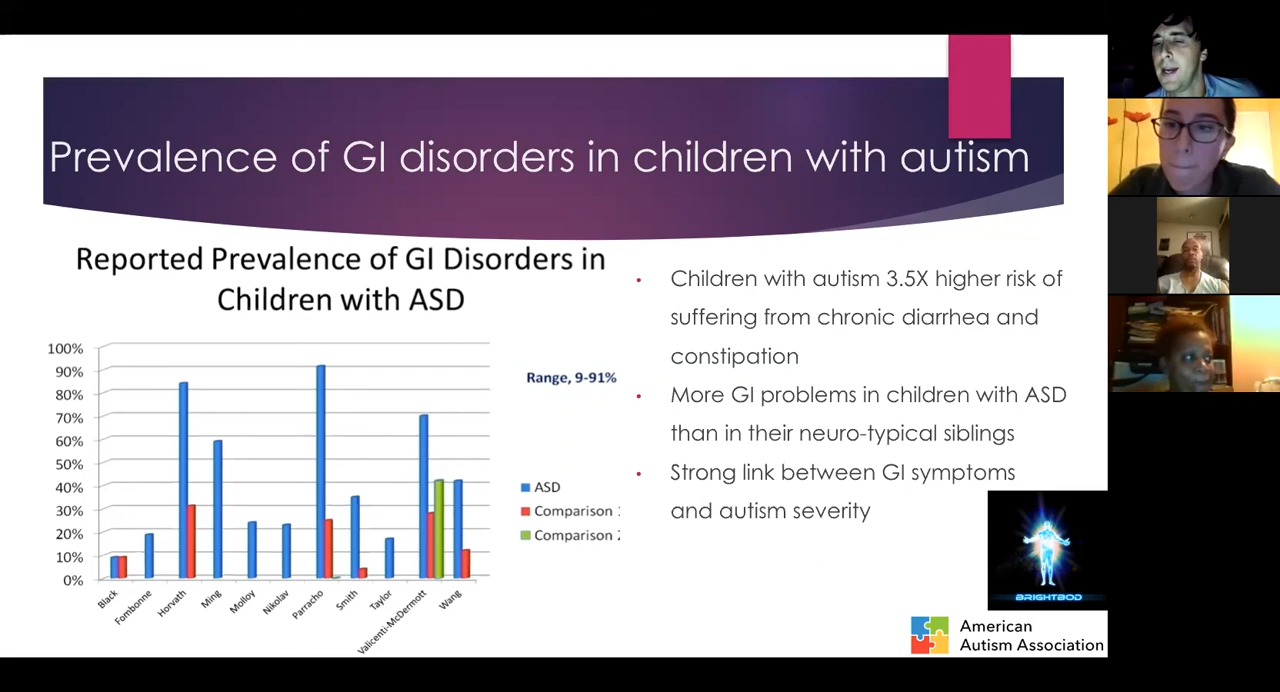 Prevalence of GI disorders in children with autism
Reported Prevalence of GI Disorders in
Children with ASD
100%
90%
80%
70%
60%
50%
40%
30%
20%
10%
0%
Range, 9-91%
ASD
Comparison
Comparison
Black
Fombonne
Horvath
Ming
Molloy
Nikolav
Parracho
Smith
Taylor
Valicenti-McDermott
Wang
• Children with autism 3.5X higher risk of
suffering from chronic diarrhea and
constipation
• More GI problems in children with ASD
than in their neuro-typical siblings
• Strong link between GI symptoms
and autism severity
BRIGHTBOD
American
Autism Association